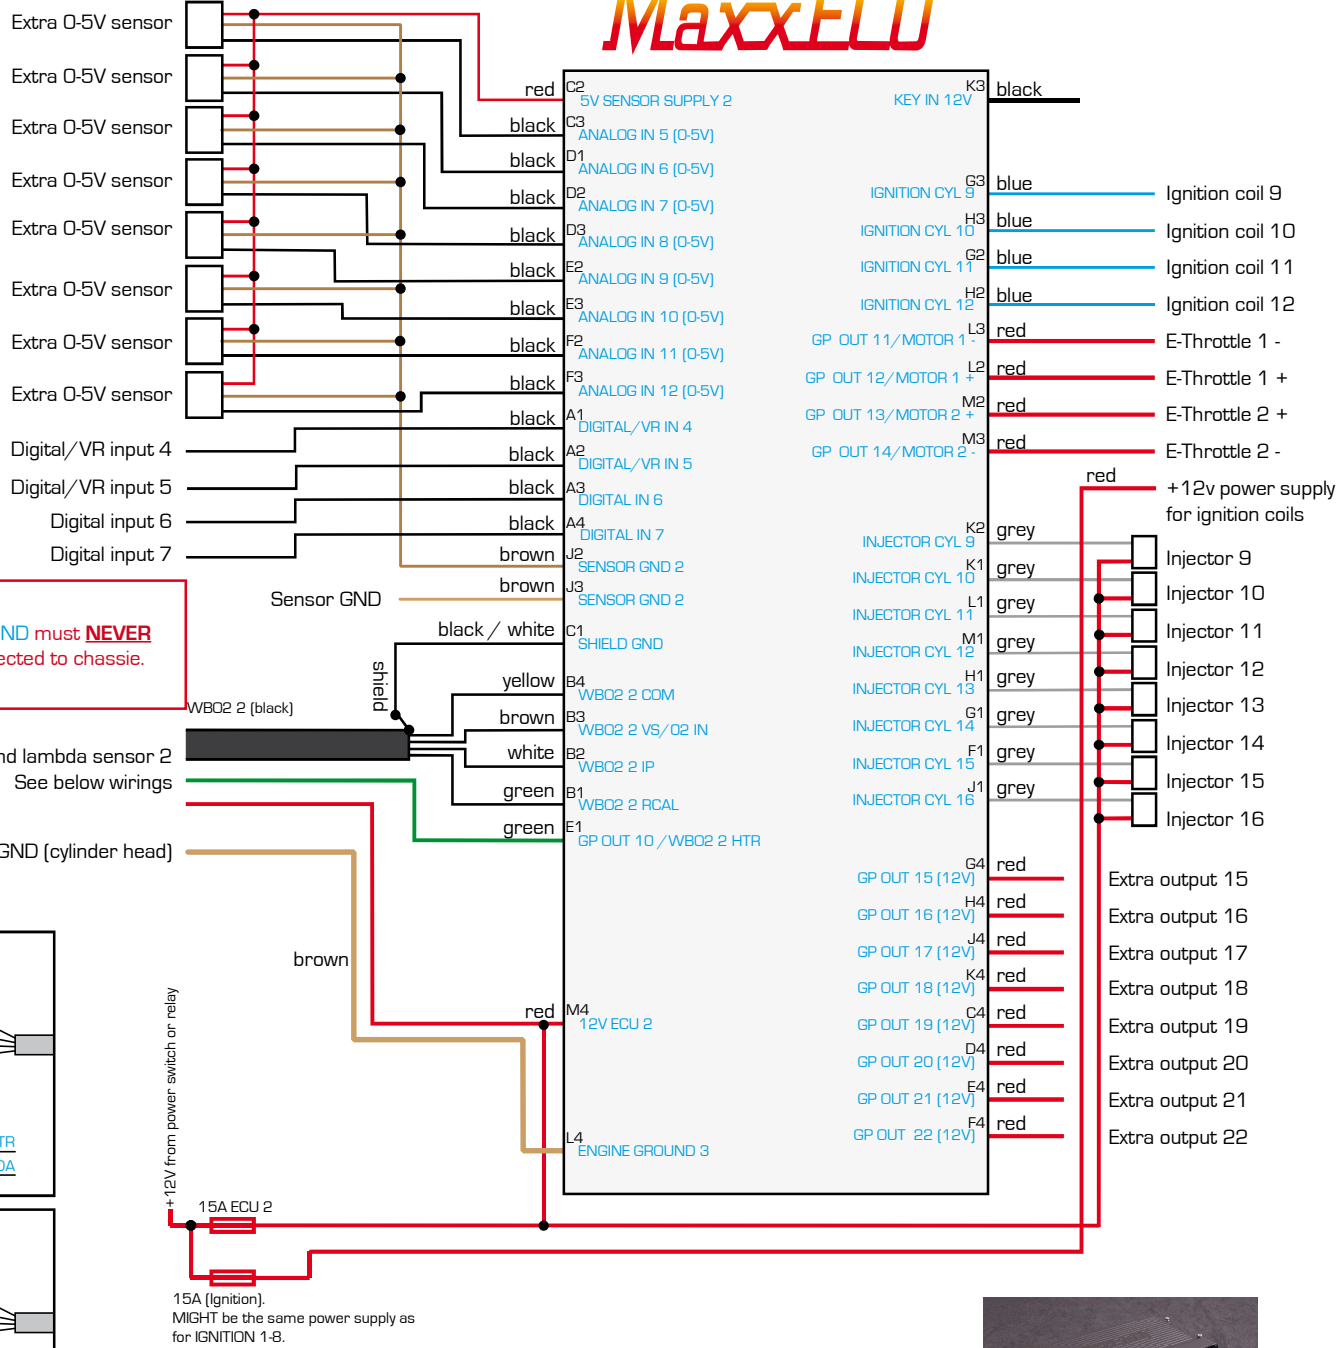 MaxxECU
Extra 0-5V sensor
Extra 0-5V sensor
Extra 0-5V sensor
Extra 0-5V sensor
Extra 0-5V sensor
Extra 0-5V sensor
Extra 0-5V sensor
Extra 0-5V sensor
Digital/VR input 4
Digital/VR input 5
Digital input 6
Digital input 7
Sensor GND
ND must NEVER
ected to chassie.
WBO2 2 (black)
shield
nd lambda sensor 2
See below wirings
GND (cylinder head)
brown
red C2 5V SENSOR SUPPLY 2
black C3 ANALOG IN 5 (0-5V)
black D1 ANALOG IN 6 (0-5V)
black D2 ANALOG IN 7 (0-5V)
black D3 ANALOG IN 8 (0-5V)
black E2 ANALOG IN 9 (0-5V)
black E3 ANALOG IN 10 (0-5V)
black F2 ANALOG IN 11 (0-5V)
black F3 ANALOG IN 12 (0-5V)
black A1 DIGITAL/VR IN 4
black A2 DIGITAL/VR IN 5
black A3 DIGITAL IN 6
black A4 DIGITAL IN 7
brown J2 SENSOR GND 2
brown J3 SENSOR GND 2
black / white C1 SHIELD GND
yellow B4 WBO2 2 COM
brown B3 WBO2 2 VS/O2 IN
white B2 WBO2 2 IP
green B1 WBO2 2 RCAL
green E1 GP OUT 10 /WBO2 2 HTR
red M4 12V ECU 2
L4 ENGINE GROUND 3
KEY IN 12V K3 black
IGNITION CYL 9 G3 blue Ignition coil 9
IGNITION CYL 10 H3 blue Ignition coil 10
IGNITION CYL 11 G2 blue Ignition coil 11
IGNITION CYL 12 H2 blue Ignition coil 12
GP OUT 11/MOTOR 1 - L3 red E-Throttle 1 -
GP OUT 12/MOTOR 1 + L2 red E-Throttle 1 +
GP OUT 13/MOTOR 2 + M2 red E-Throttle 2 +
GP OUT 14/MOTOR 2 - M3 red E-Throttle 2 -
red +12v power supply
for ignition coils
INJECTOR CYL 9 K2 grey Injector 9
INJECTOR CYL 10 K1 grey Injector 10
INJECTOR CYL 11 L1 grey Injector 11
INJECTOR CYL 12 M1 grey Injector 12
INJECTOR CYL 13 H1 grey Injector 13
INJECTOR CYL 14 G1 grey Injector 14
INJECTOR CYL 15 F1 grey Injector 15
INJECTOR CYL 16 J1 grey Injector 16
GP OUT 15 (12V) G4 red Extra output 15
GP OUT 16 (12V) H4 red Extra output 16
GP OUT 17 (12V) J4 red Extra output 17
GP OUT 18 (12V) K4 red Extra output 18
GP OUT 19 (12V) C4 red Extra output 19
GP OUT 20 (12V) D4 red Extra output 20
GP OUT 21 (12V) E4 red Extra output 21
GP OUT 22 (12V) F4 red Extra output 22
TR
DA
+12V from power switch or relay
15A ECU 2
15A (Ignition).
MIGHT be the same power supply as
for IGNITION 1-8.